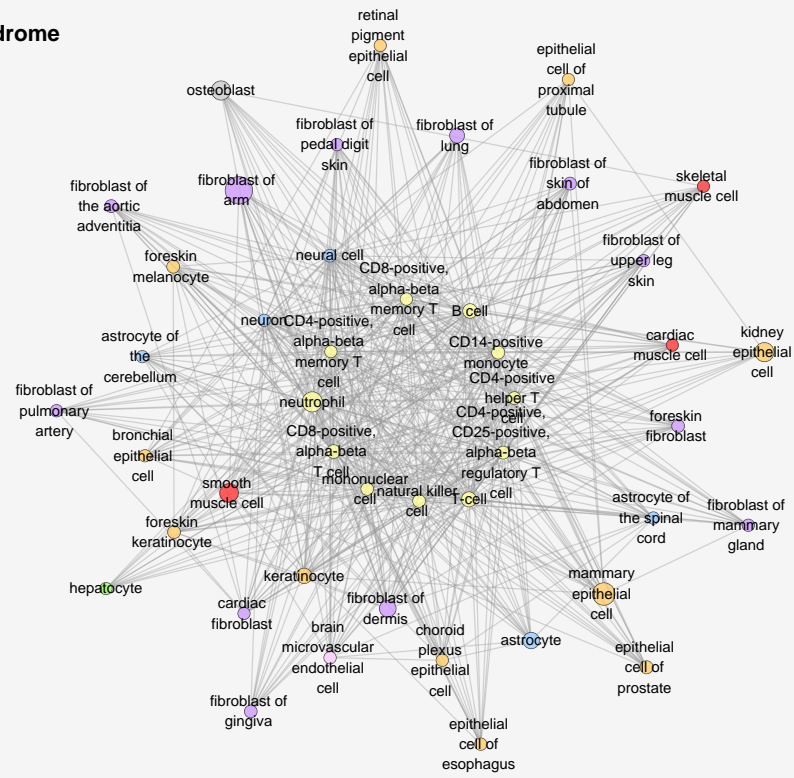 drome
retinal
pigment
epithelial
cell
epithelial
cell of
proximal
tubule
osteoblast
fibroblast of
pedal digit
skin
fibroblast of
lung
fibroblast of
skin of
abdomen
skeletal
muscle cell
fibroblast of
the aortic
adventitia
fibroblast of
arm
foreskin
melanocyte
neural cell
CD8-positive,
alpha-beta
memory T
cell
B cell
fibroblast of
upper leg
skin
neuron
CD4-positive,
alpha-beta
memory T
cell
CD14-positive
monocyte
cardiac
muscle cell
kidney
epithelial
cell
astrocyte of
the
cerebellum
CD4-positive
helper T
cell
neutrophil
CD4-positive,
CD25-positive,
alpha-beta
regulatory T
cell
fibroblast of
pulmonary
artery
foreskin
fibroblast
bronchial
epithelial
cell
CD8-positive,
alpha-beta
T cell
mononuclear
cell
natural killer
cell
T-cell
smooth
muscle cell
foreskin
keratinocyte
astrocyte of
the spinal
cord
fibroblast of
mammary
gland
hepatocyte
keratinocyte
mammary
epithelial
cell
cardiac
fibroblast
fibroblast of
dermis
brain
microvascular
endothelial
cell
choroid
plexus
epithelial
cell
astrocyte
epithelial
cell of
prostate
fibroblast of
gingiva
epithelial
cell of
esophagus